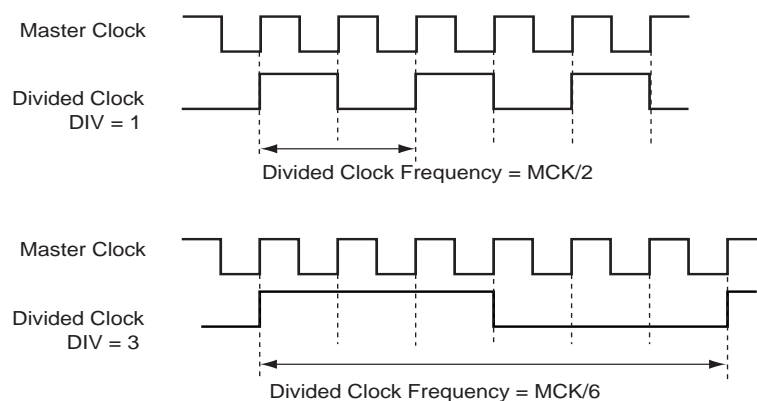 Master Clock
Divided Clock
DIV = 1
Divided Clock Frequency = MCK/2
Master Clock
Divided Clock
DIV = 3
Divided Clock Frequency = MCK/6